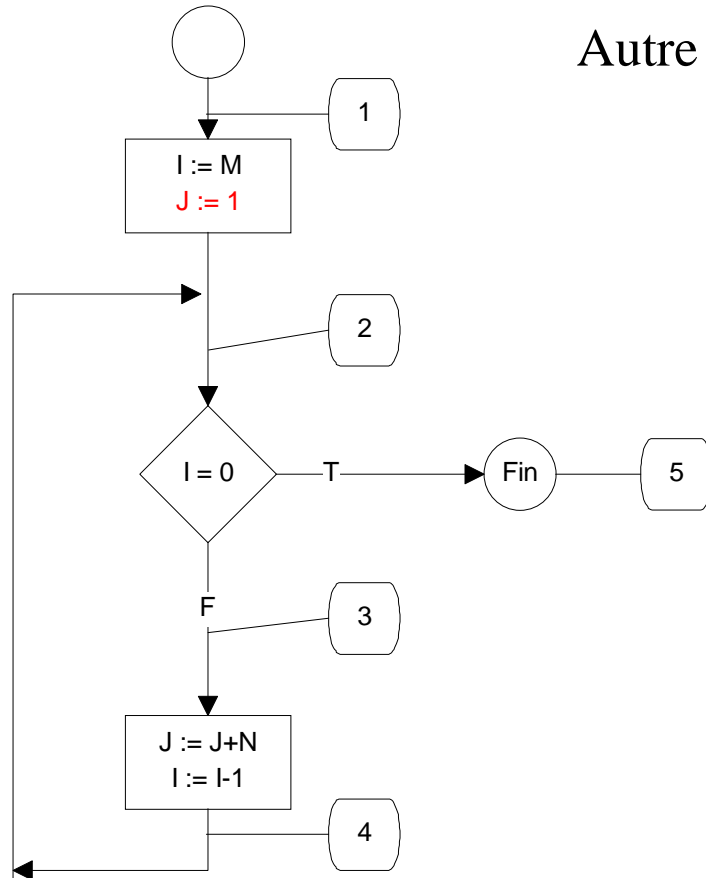 Autre
1
I := M
J := 1
2
I = 0
T
Fin
5
F
3
J := J+N
I := I-1
4